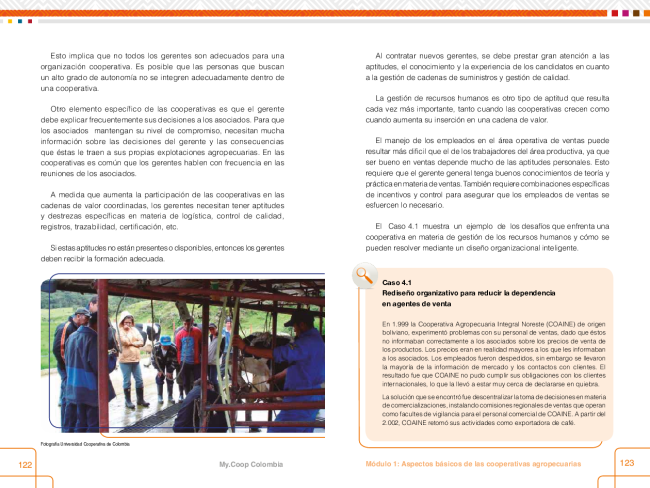 Esto implica que no todos los gerentes son adecuados para una
organización cooperativa. Es posible que las personas que buscan
un alto grado de autonomía no se integren adecuadamente dentro de
una cooperativa.
Otro elemento específico de las cooperativas es que el gerente
debe explicar frecuentemente sus decisiones a los asociados. Para que
los asociados mantengan su nivel de compromiso, necesitan mucha
información sobre las decisiones del gerente y las consecuencias
que éstas le traen a sus propias explotaciones agropecuarias. En las
cooperativas es común que los gerentes hablen con frecuencia en las
reuniones de los asociados.
A medida que aumenta la participación de las cooperativas en las
cadenas de valor coordinadas, los gerentes necesitan tener aptitudes
y destrezas específicas en materia de logística, control de calidad,
registros, trazabilidad, certificación, etc.
Si estas aptitudes no están presentes o disponibles, entonces los gerentes
deben recibir la formación adecuada.
Fotografía Universidad Cooperativa de Colombia
122
My.Coop Colombia
Al contratar nuevos gerentes, se debe prestar gran atención a las
aptitudes, el conocimiento y la experiencia de los candidatos en cuanto
a la gestión de cadenas de suministros y gestión de calidad.
La gestión de recursos humanos es otro tipo de aptitud que resulta
cada vez más importante, tanto cuando las cooperativas crecen como
cuando aumenta su inserción en una cadena de valor.
El manejo de los empleados en el área operativa de ventas puede
resultar más difícil que el de los trabajadores del área productiva, ya que
ser bueno en ventas depende mucho de las aptitudes personales. Esto
requiere que el gerente general tenga buenos conocimientos de teoría y
práctica en materia de ventas. También requiere combinaciones específicas
de incentivos y control para asegurar que los empleados de ventas se
esfuercen lo necesario.
El Caso 4.1 muestra un ejemplo de los desafíos que enfrenta una
cooperativa en materia de gestión de los recursos humanos y cómo se
pueden resolver mediante un diseño organizacional inteligente.
Caso 4.1
Rediseño organizativo para reducir la dependencia
en agentes de venta
En 1.999 la Cooperativa Agropecuaria Integral Noreste (COAINE) de origen
boliviano, experimentó problemas con su personal de ventas, dado que éstos
no informaban correctamente a los asociados sobre los precios de venta de
los productos. Los precios eran en realidad mayores a los que les informaban
a los asociados. Los empleados fueron despedidos, sin embargo se llevaron
la mayoría de la información de mercado y los contactos con clientes. El
resultado fue que COAINE no pudo cumplir sus obligaciones con los clientes
internacionales, lo que la llevó a estar muy cerca de declararse en quiebra.
La solución que se encontró fue descentralizar la toma de decisiones en materia
de comercializaciones, instalando comisiones regionales de ventas que operan
como facultes de vigilancia para el personal comercial de COAINE. A partir del
2.002, COAINE retomó sus actividades como exportadora de café.
Módulo 1: Aspectos básicos de las cooperativas agropecuarias
123